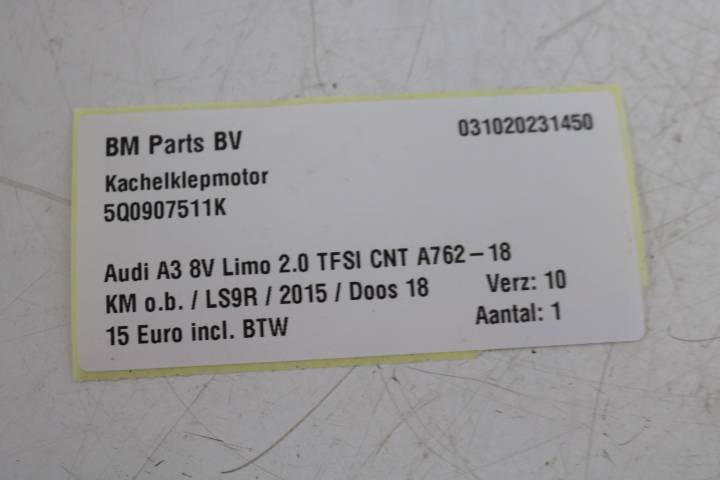 BM Parts BV 031020231450
Kachelklepmotor
5Q0907511K
Audi A3 8V Limo 2.0 TFSI CNT A762-18
KM o.b. / LS9R / 2015 / Doos 18 Verz: 10
15 Euro incl. BTW Aantal: 1